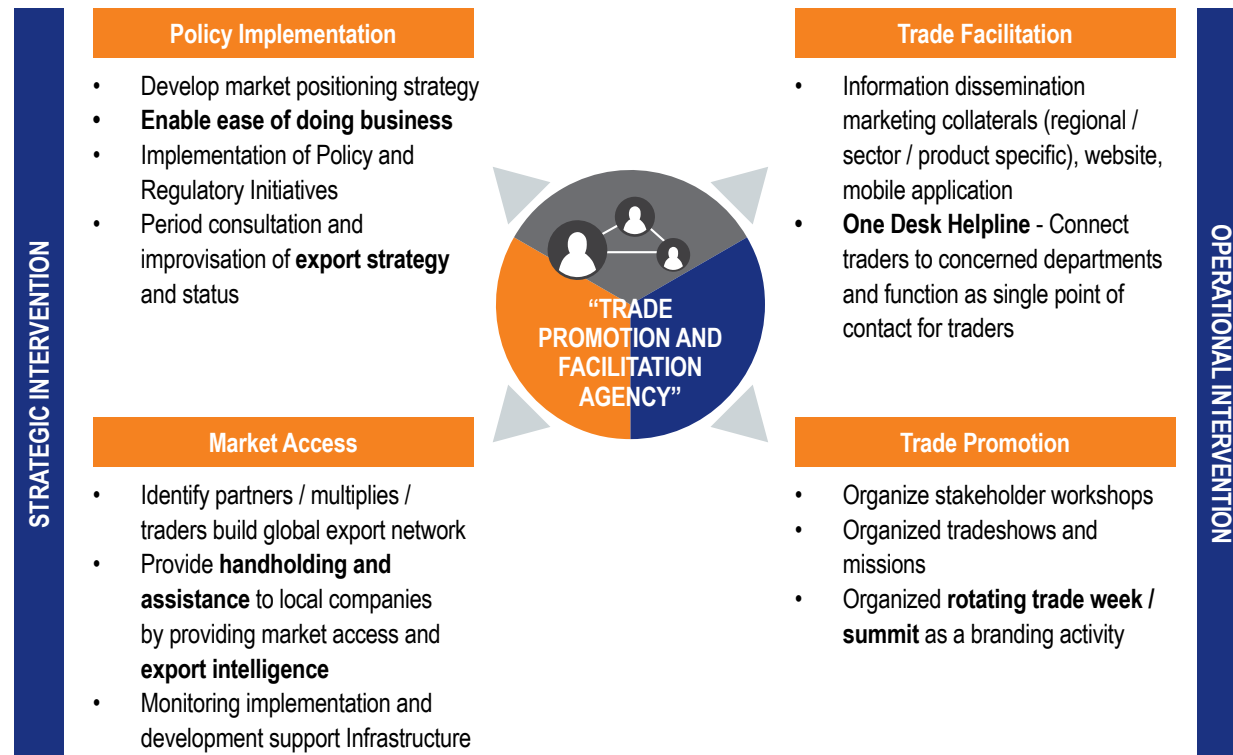 STRATEGIC INTERVENTION
Policy Implementation
• Develop market positioning strategy
• Enable ease of doing business
• Implementation of Policy and
Regulatory Initiatives
• Period consultation and
improvisation of export strategy
and status
Market Access
• Identify partners / multiplies /
traders build global export network
• Provide handholding and
assistance to local companies
by providing market access and
export intelligence
• Monitoring implementation and
development support Infrastructure
“TRADE
PROMOTION AND
FACILITATION
AGENCY”
Trade Facilitation
• Information dissemination
marketing collaterals (regional /
sector / product specific), website,
mobile application
• One Desk Helpline - Connect
traders to concerned departments
and function as single point of
contact for traders
Trade Promotion
• Organize stakeholder workshops
• Organized tradeshows and
missions
• Organized rotating trade week /
summit as a branding activity
OPERATIONAL INTERVENTION